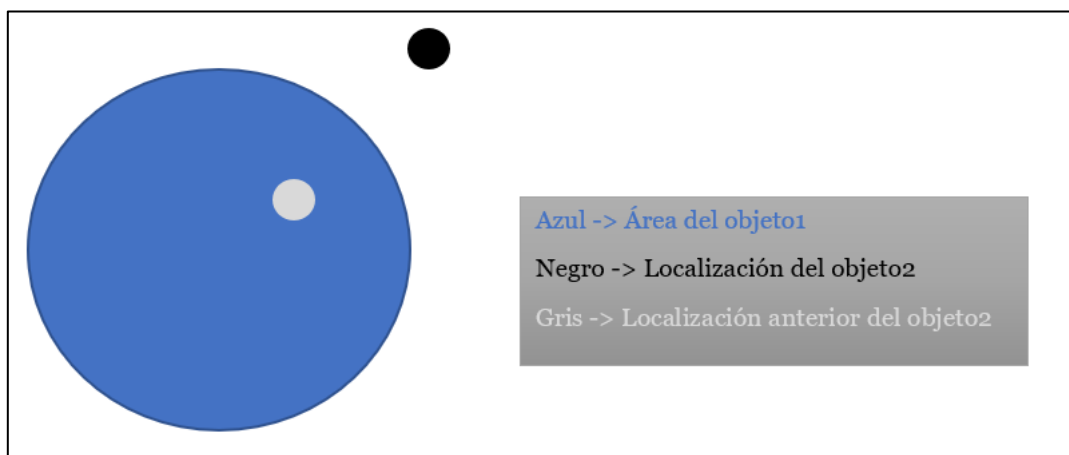 Azul -> Área del objeto1
Negro -> Localización del objeto2
Gris -> Localización anterior del objeto2